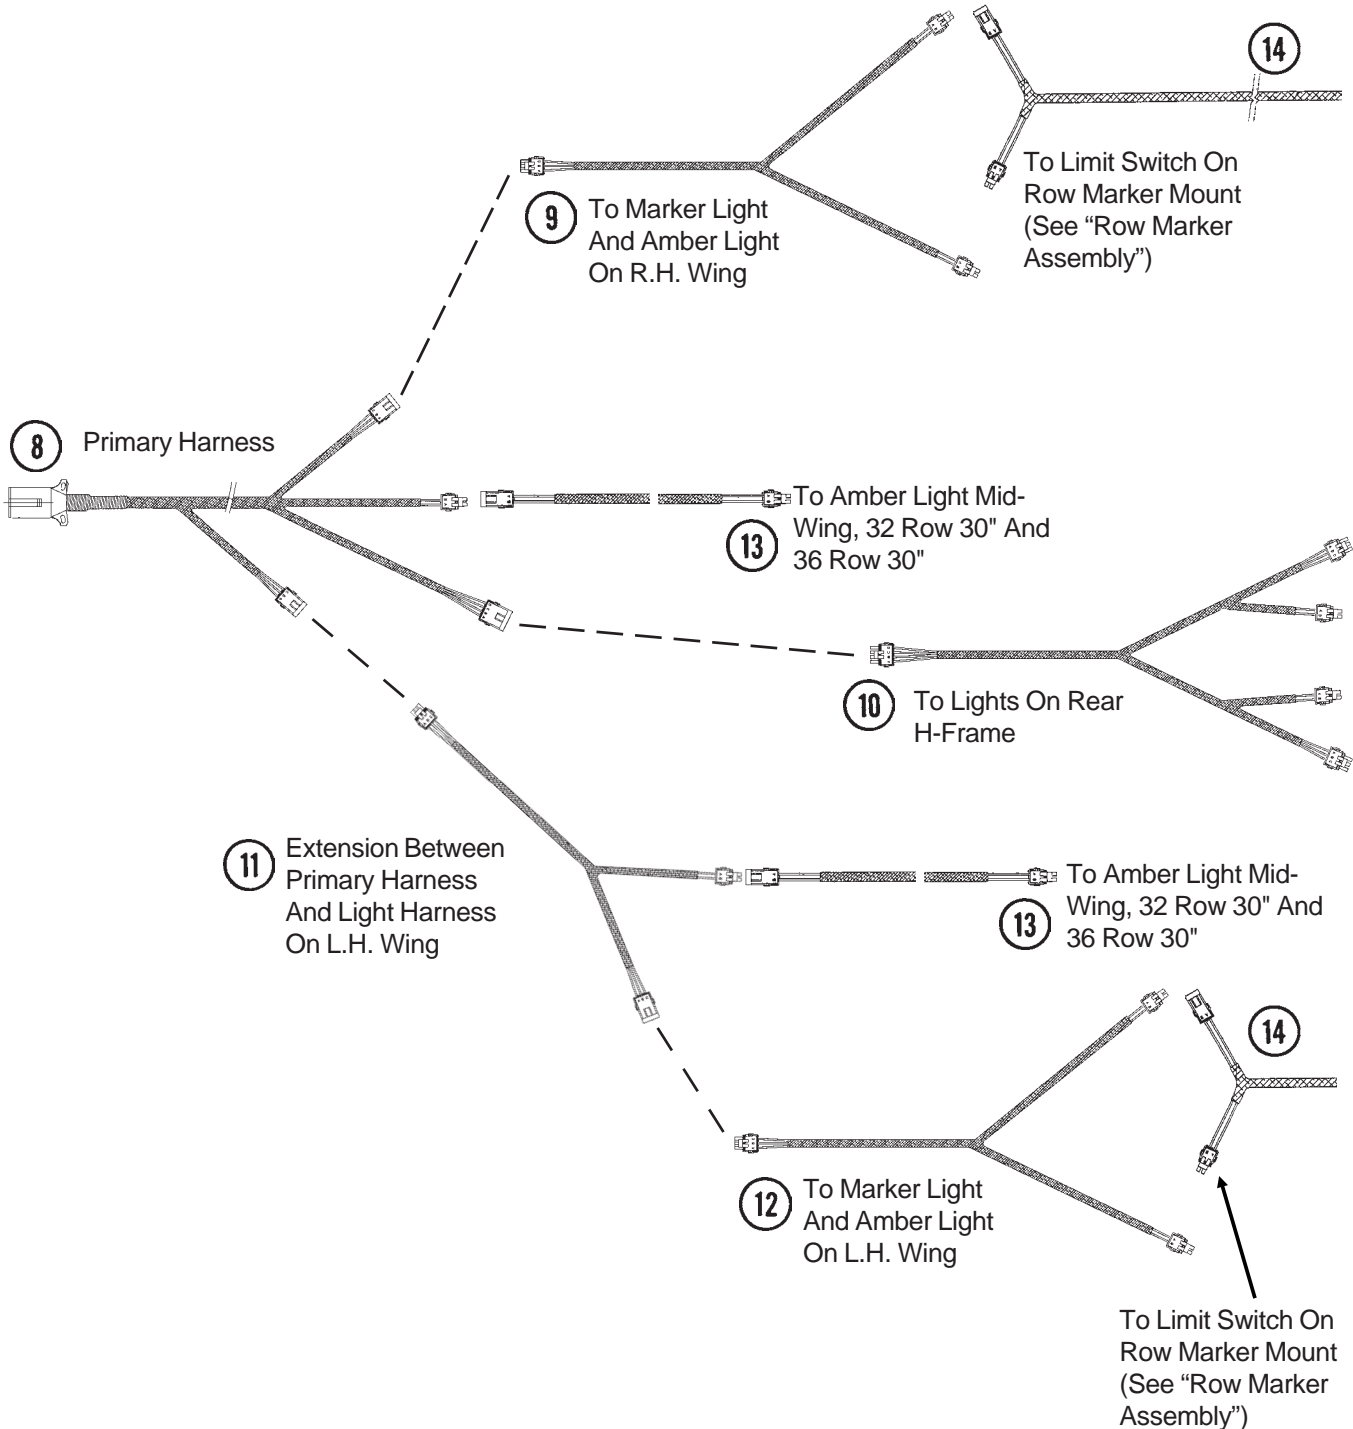 14
To Limit Switch On
Row Marker Mount
(See “Row Marker
Assembly”)
9
To Marker Light
And Amber Light
On R.H. Wing
8
Primary Harness
13
To Amber Light Mid-
Wing, 32 Row 30" And
36 Row 30"
10
To Lights On Rear
H-Frame
11
Extension Between
Primary Harness
And Light Harness
On L.H. Wing
13
To Amber Light Mid-
Wing, 32 Row 30" And
36 Row 30"
14
12
To Marker Light
And Amber Light
On L.H. Wing
To Limit Switch On
Row Marker Mount
(See “Row Marker
Assembly”)